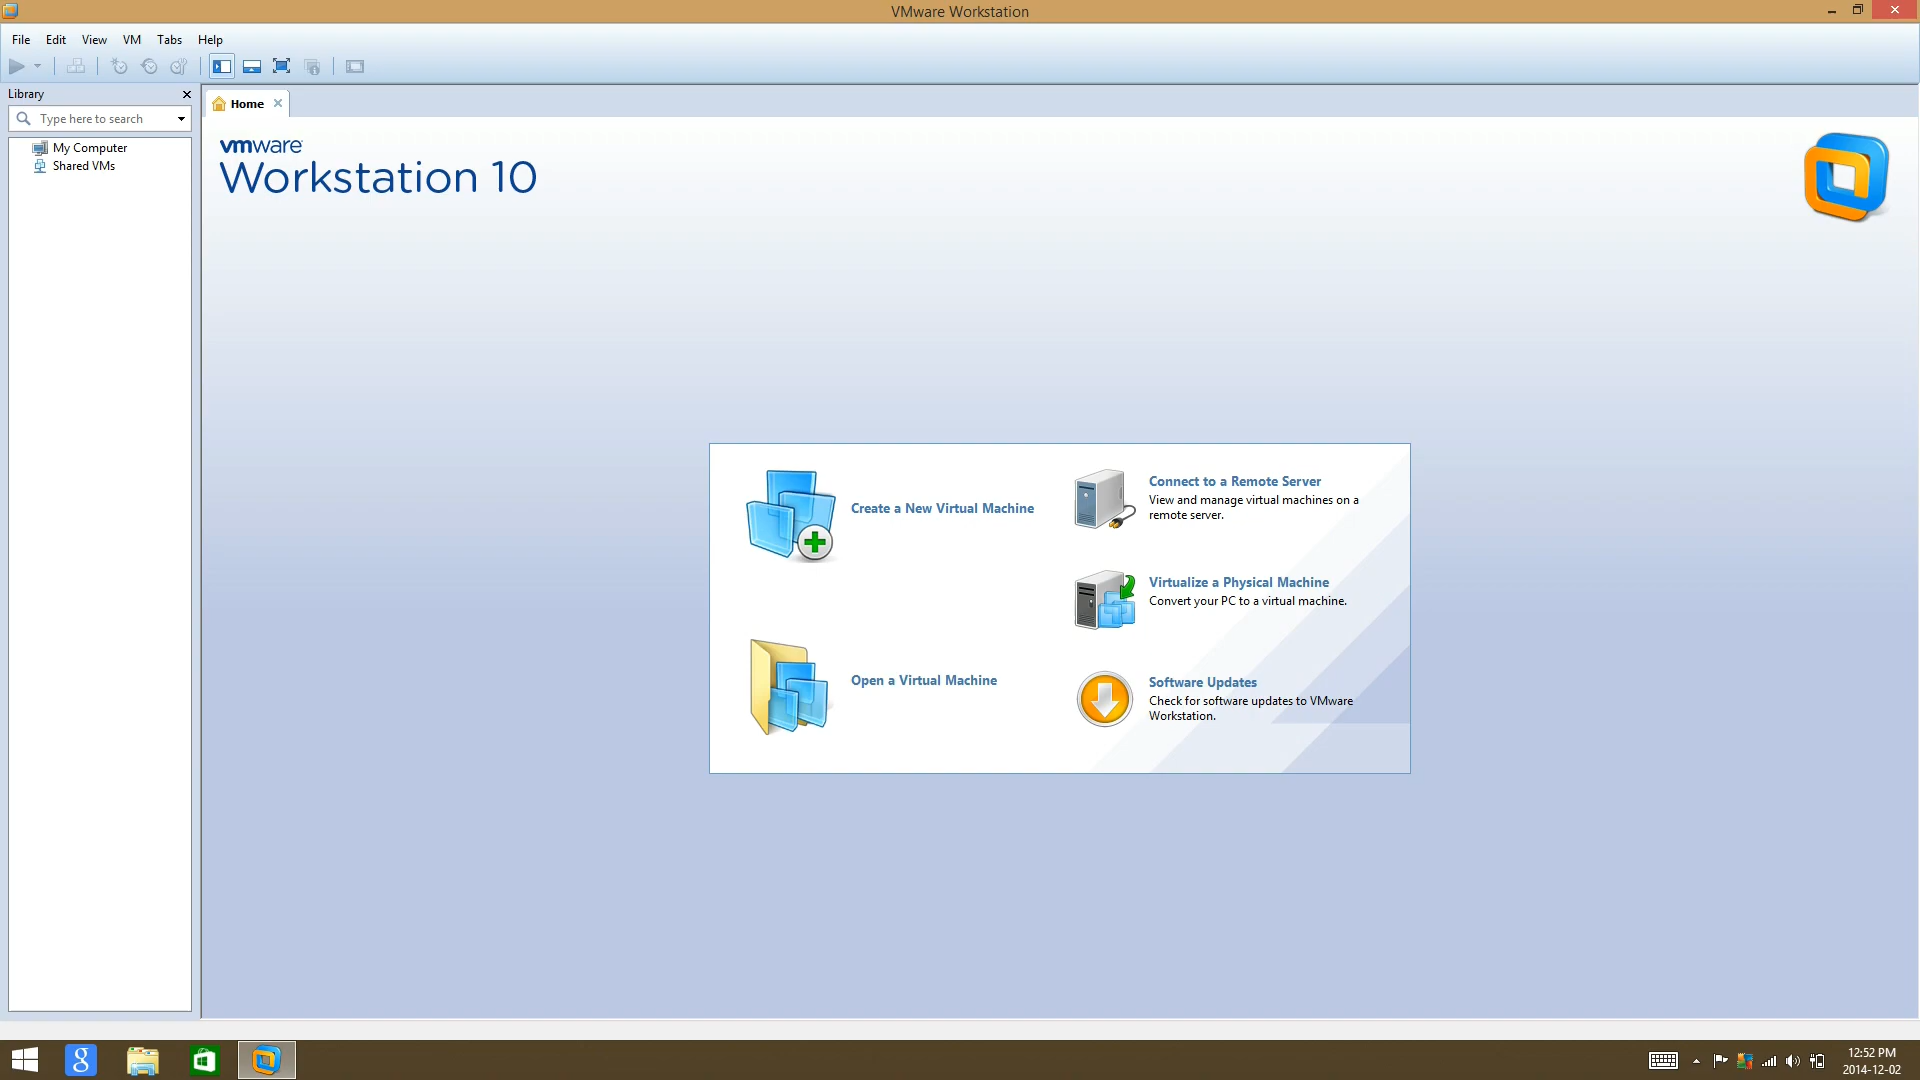 VMware Workstation
File Edit View VM Tabs Help
Library
Type here to search
My Computer
Shared VMs
Home
vmware
Workstation 10
Create a New Virtual Machine
Open a Virtual Machine
Connect to a Remote Server
View and manage virtual machines on a
remote server.
Virtualize a Physical Machine
Convert your PC to a virtual machine.
Software Updates
Check for software updates to VMware
Workstation.
g
12:52 PM
2014-12-02